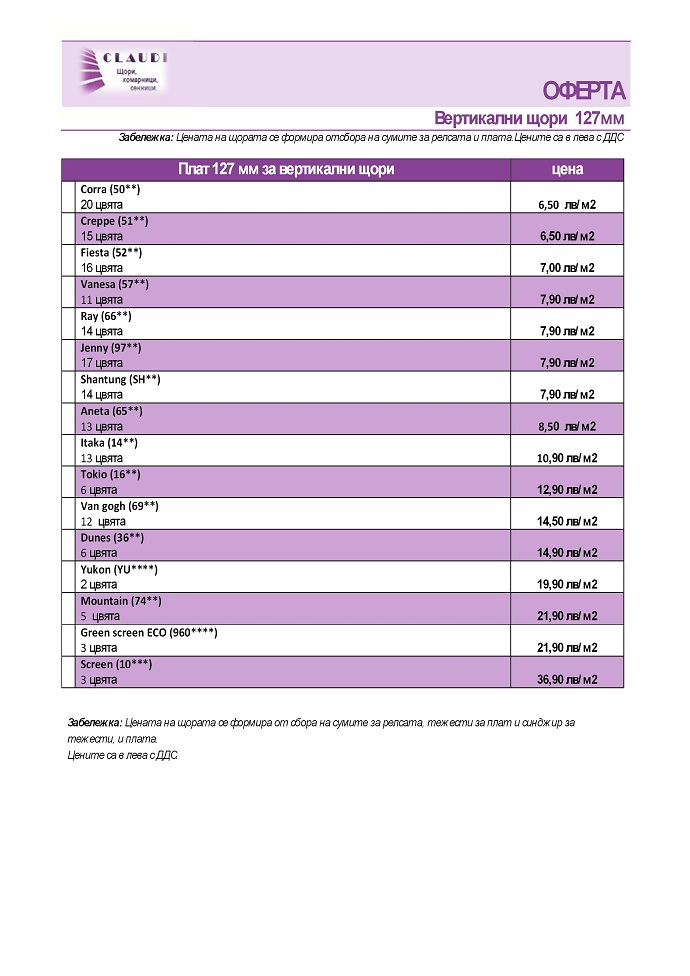 CLAUDI
Щори,
комарници,
сенници.
ОФЕРТА
Вертикални щори 127мм
Забележка: Цената на щората се формира отсбора на сумите за релсата и плата.Цените са в лева с ДДС
Плат 127 мм за вертикални щори цена
Corra (50**)
20 цвята 6,50 лв/ м2
Creppe (51**)
15 цвята 6,50 лв/ м2
Fiesta (52**)
16 цвята 7,00 лв/ м2
Vanesa (57**)
11 цвята 7,90 лв/ м2
Ray (66**)
14 цвята 7,90 лв/ м2
Jenny (97**)
17 цвята 7,90 лв/ м2
Shantung (SH**)
14 цвята 7,90 лв/ м2
Aneta (65**)
13 цвята 8,50 лв/ м2
Itaka (14**)
13 цвята 10,90 лв/ м2
Tokio (16**)
6 цвята 12,90 лв/ м2
Van gogh (69**)
12 цвята 14,50 лв/ м2
Dunes (36**)
6 цвята 14,90 лв/ м2
Yukon (YU****)
2 цвята 19,90 лв/ м2
Mountain (74**)
5 цвята 21,90 лв/ м2
Green screen ECO (960****)
3 цвята 21,90 лв/ м2
Screen (10***)
3 цвята 36,90 лв/ м2
Забележка: Цената на щората се формира от сбора на сумите за релсата, тежести за плат и синджир за
тежести, и плата.
Цените са в лева с ДДС.